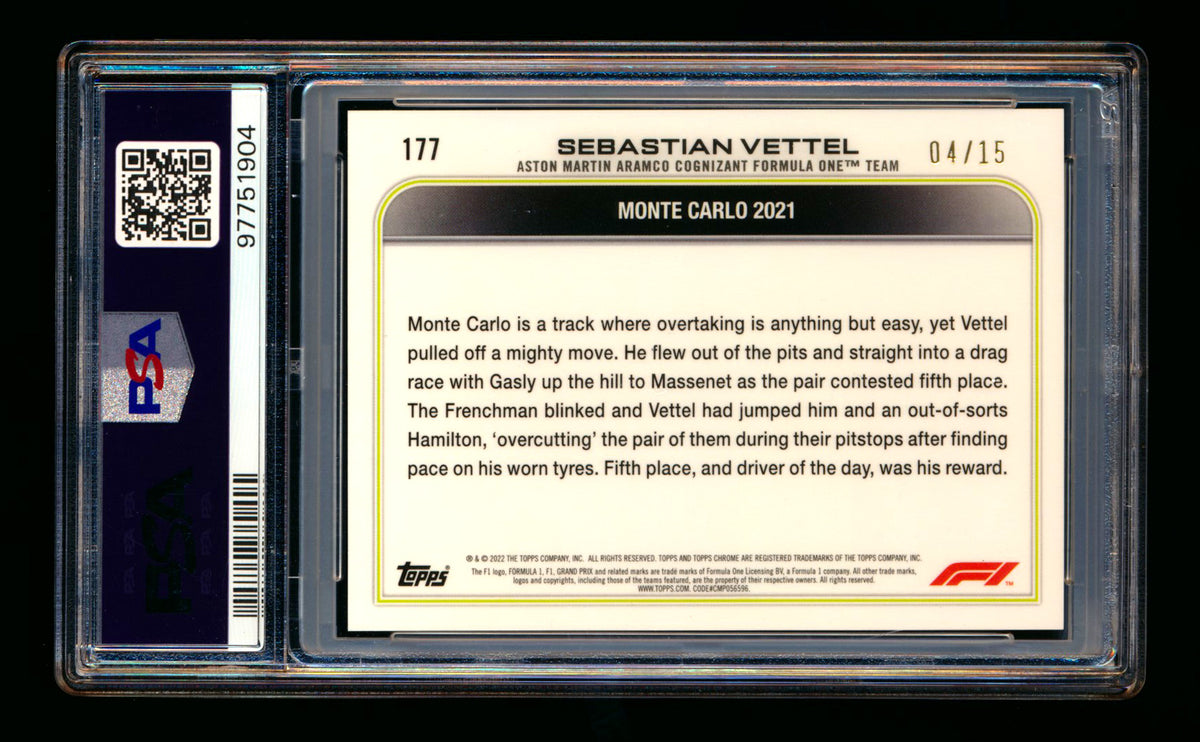 97751904
PSA
PSA
177
SEBASTIAN VETTEL
04/15
ASTON MARTIN ARAMCO COGNIZANT FORMULA ONE™ TEAM
MONTE CARLO 2021
Monte Carlo is a track where overtaking is anything but easy, yet Vettel
pulled off a mighty move. He flew out of the pits and straight into a drag
race with Gasly up the hill to Massenet as the pair contested fifth place.
The Frenchman blinked and Vettel had jumped him and an out-of-sorts
Hamilton, ‘overcutting’ the pair of them during their pitstops after finding
pace on his worn tyres. Fifth place, and driver of the day, was his reward.
® & © 2022 THE TOPPS COMPANY, INC. ALL RIGHTS RESERVED. TOPPS AND TOPPS CHROME ARE REGISTERED TRADEMARKS OF THE TOPPS COMPANY, INC.
The F1 logo, FORMULA 1, F1, GRAND PRIX and related marks are trade marks of Formula One Licensing BV, a Formula 1 company. All other trade marks,
logos and copyrights, including those of the teams featured, are the property of their respective owners. All rights reserved.
WWW.TOPPS.COM. CODE#CMP056596.
Topps
F1™